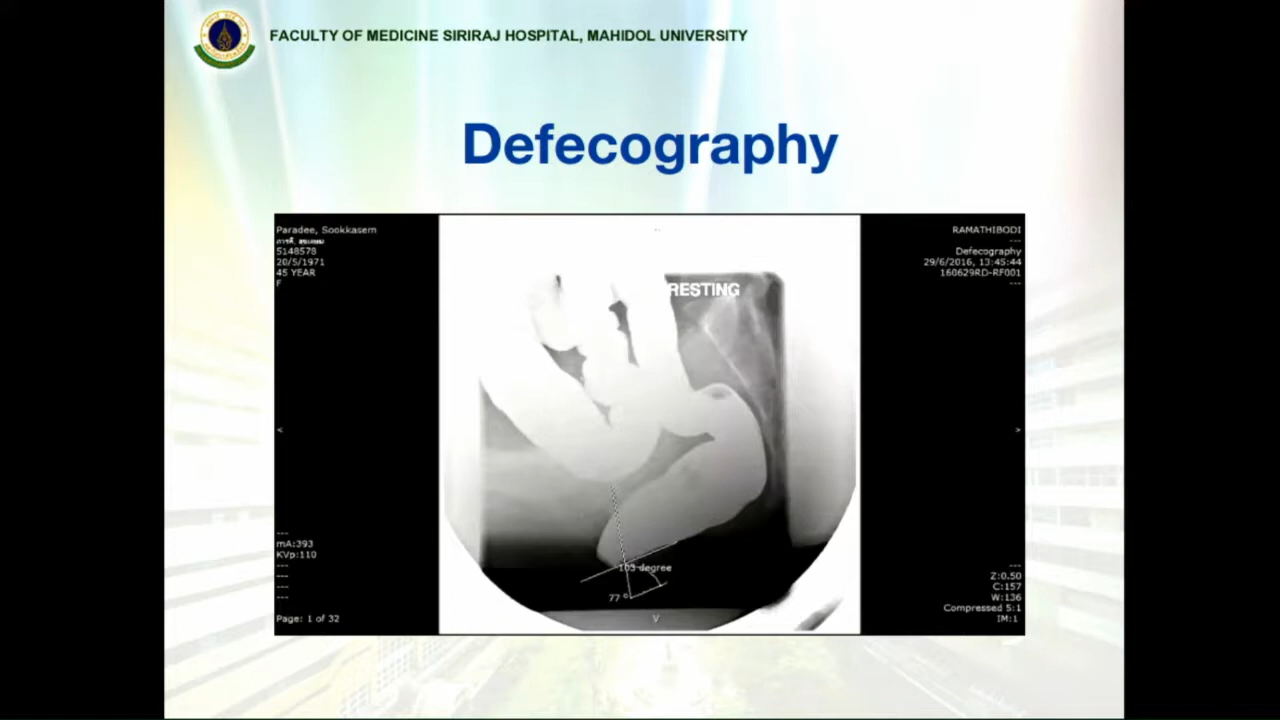 FACULTY OF MEDICINE SIRIRAJ HOSPITAL, MAHIDOL UNIVERSITY
Defecography
Paradee, Sookkasem
5148578
20/5/1971
45 YEAR
F
RAMATHIBODI
---
Defecography
29/6/2016, 13:45:44
160629RD-RF001
---
RESTING
<
>
103 degree
77 °
---
mA:393
KVp:110
---
---
---
---
Page: 1 of 32
V
---
Z:0.50
C:157
W:136
Compressed 5:1
IM:1